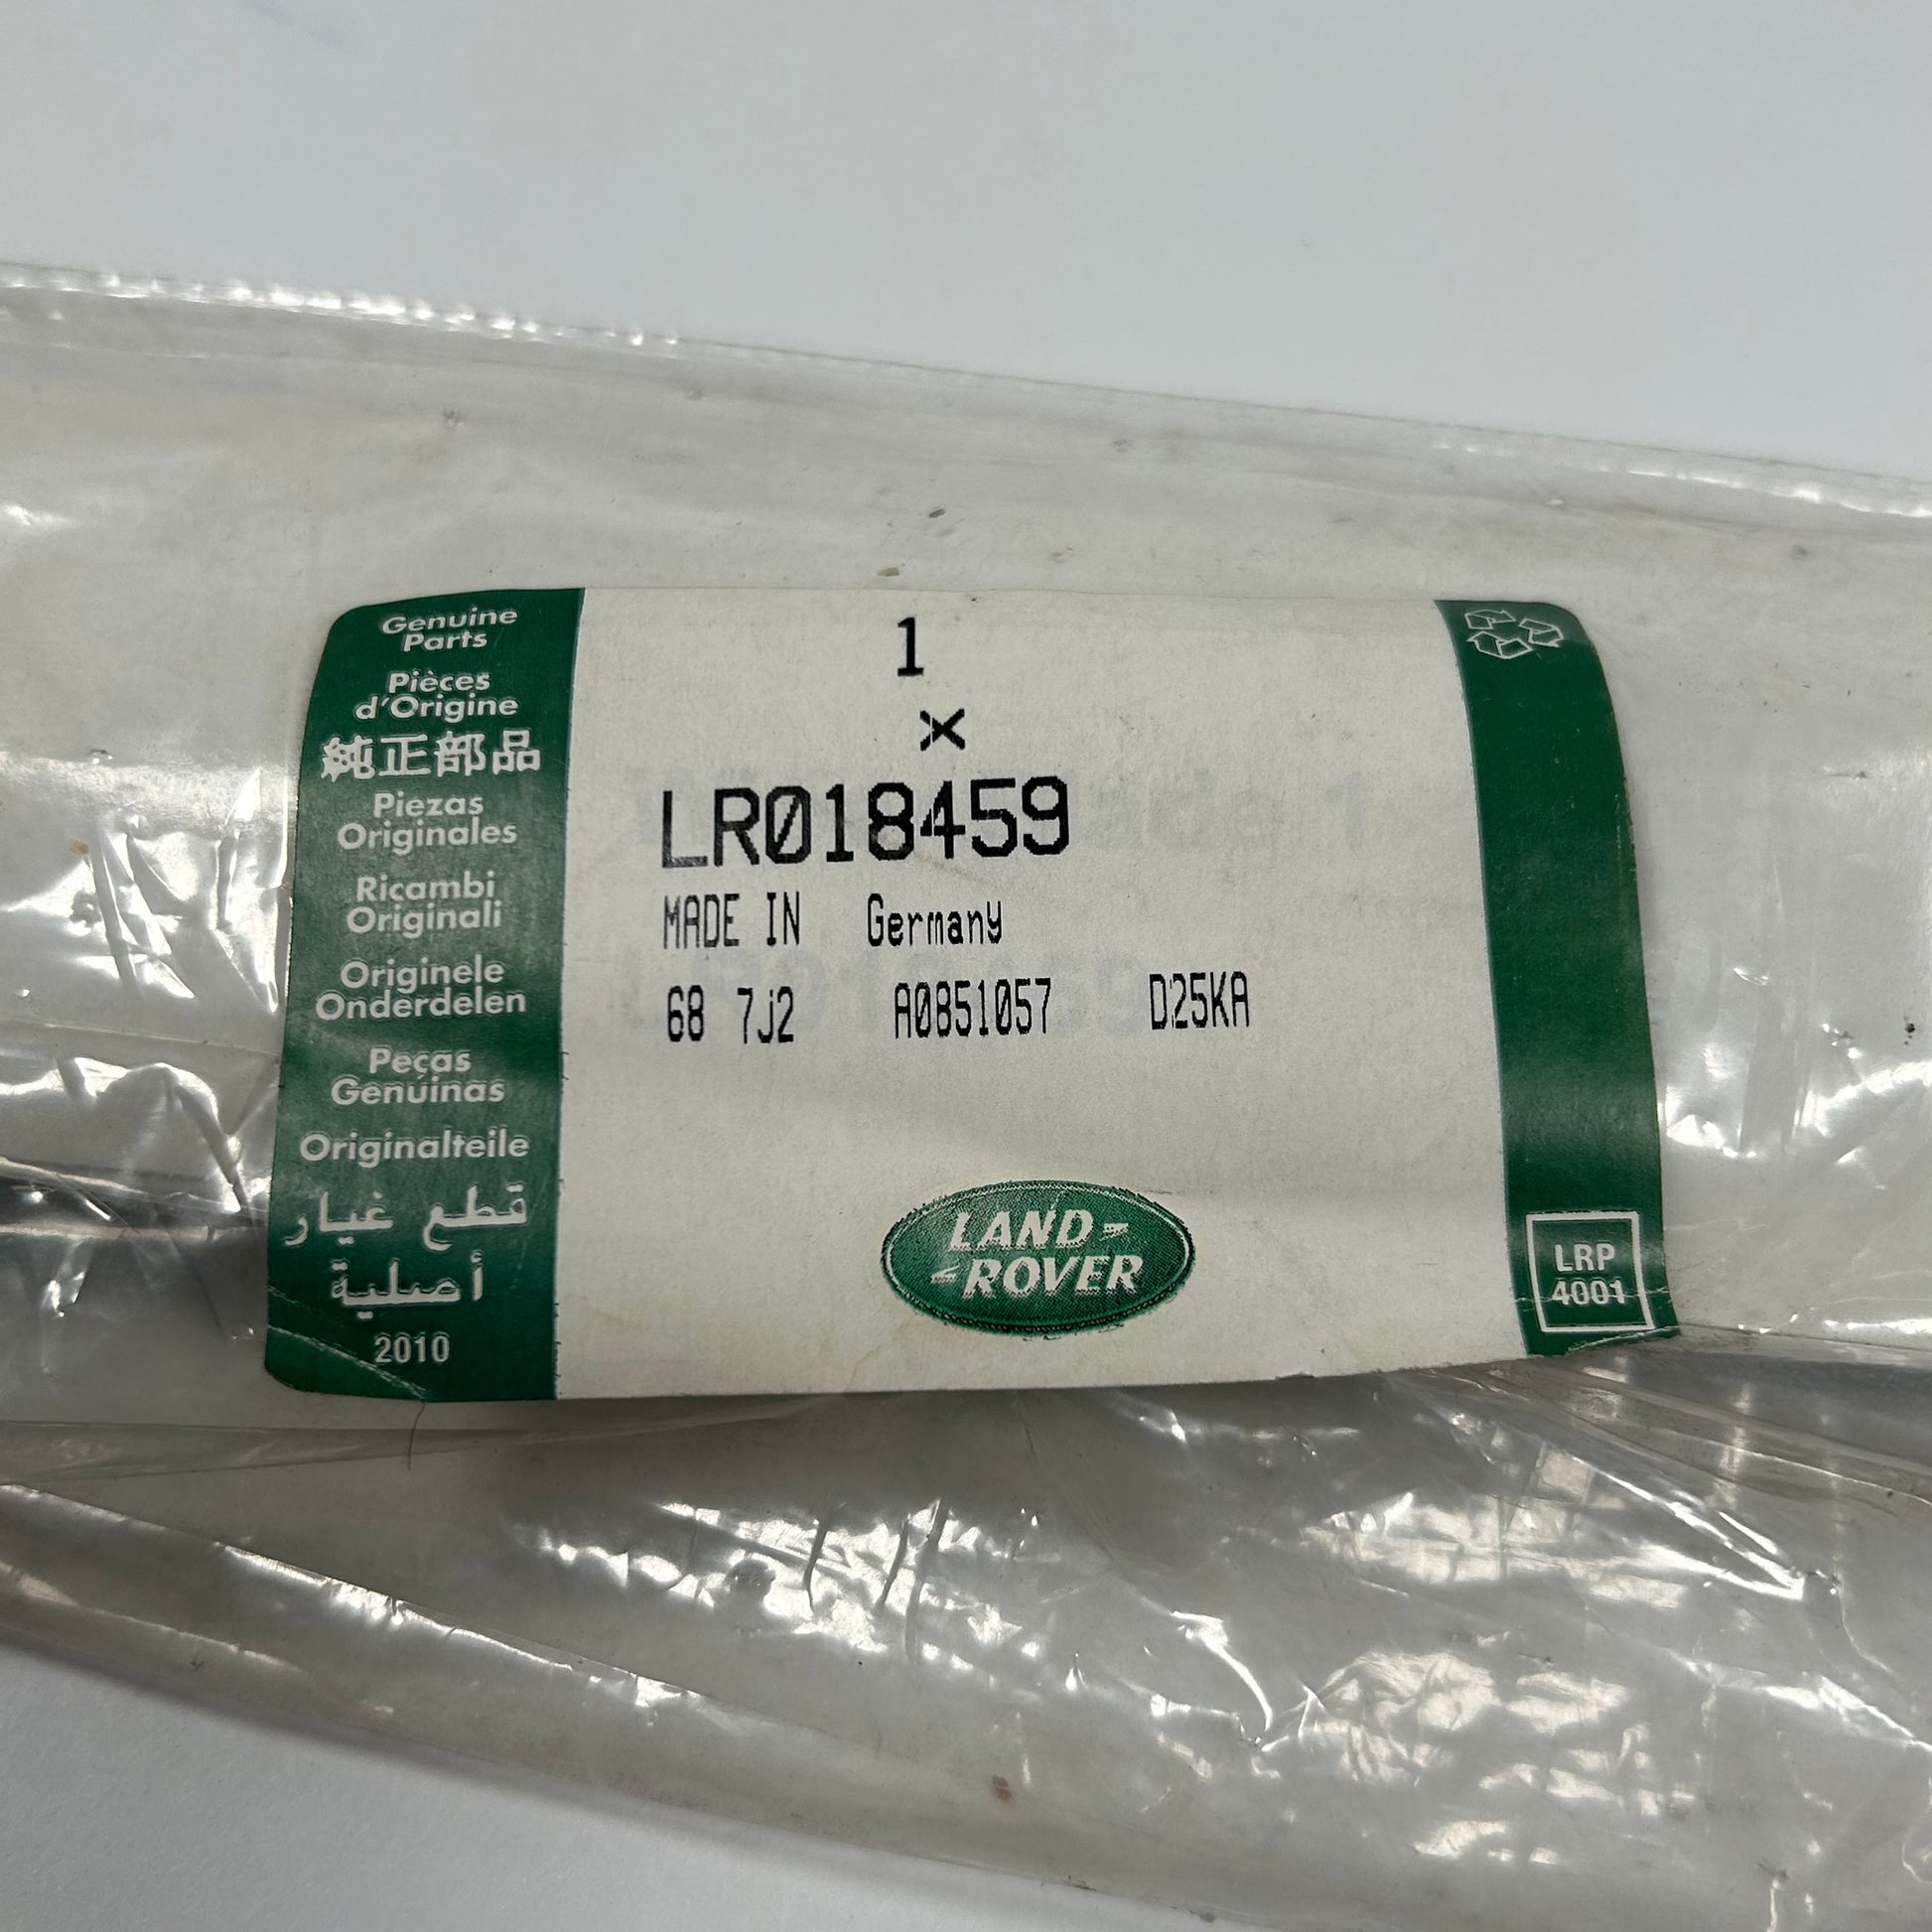 Genuine
Parts
Pièces
d'Origine
純正部品
Piezas
Originales
Ricambi
Originali
Originele
Onderdelen
Peças
Genuínas
Originalteile
قطع غيار
أصلية
2010
1
×
LR018459
MADE IN Germany
68 7J2 A0851057 D25KA
LAND-
-ROVER
LRP
4001